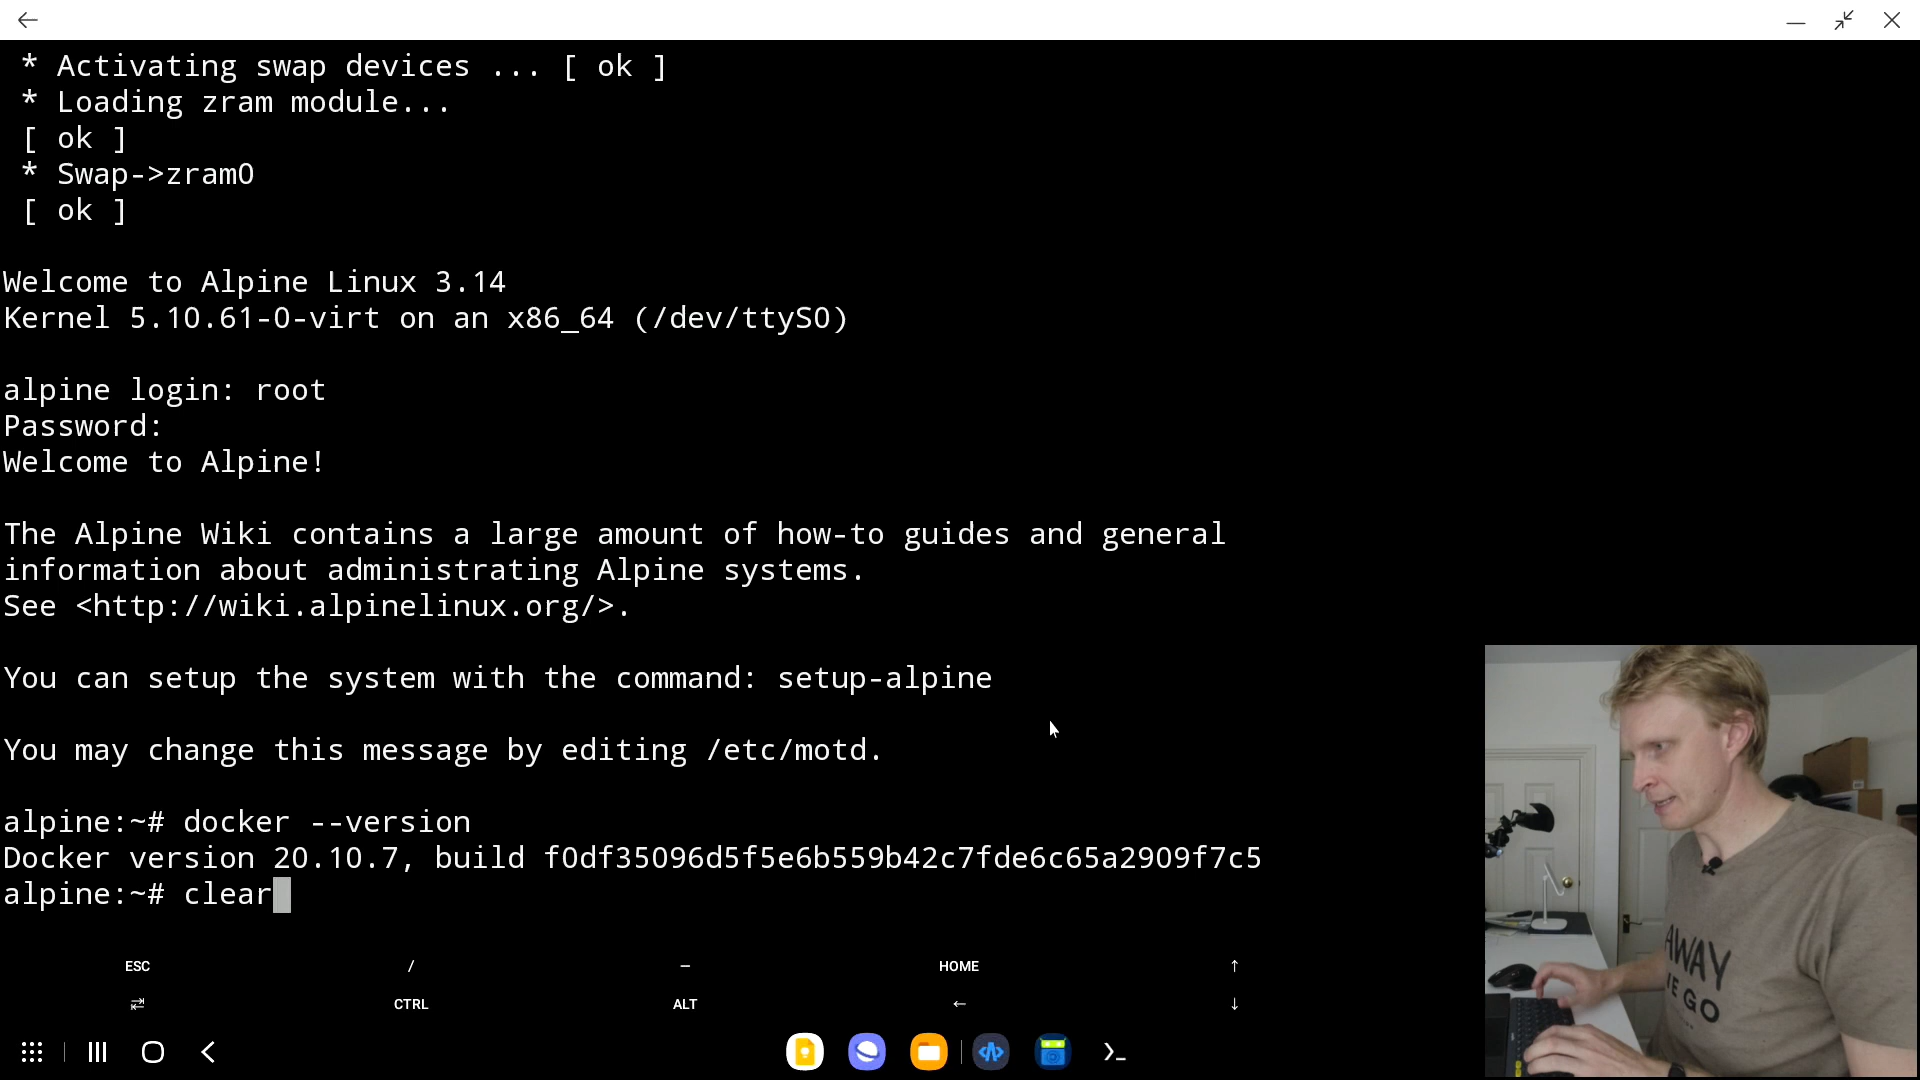 * Activating swap devices ... [ ok ]
* Loading zram module...
[ ok ]
* Swap->zram0
[ ok ]
Welcome to Alpine Linux 3.14
Kernel 5.10.61-0-virt on an x86_64 (/dev/ttyS0)
alpine login: root
Password:
Welcome to Alpine!
The Alpine Wiki contains a large amount of how-to guides and general
information about administrating Alpine systems.
See <http://wiki.alpinelinux.org/>.
You can setup the system with the command: setup-alpine
You may change this message by editing /etc/motd.
alpine:~# docker --version
Docker version 20.10.7, build f0df35096d5f5e6b559b42c7fde6c65a2909f7c5
alpine:~# clear
ESC / — HOME ↑
⇄ CTRL ALT ← ↓
AWAY
WE GO